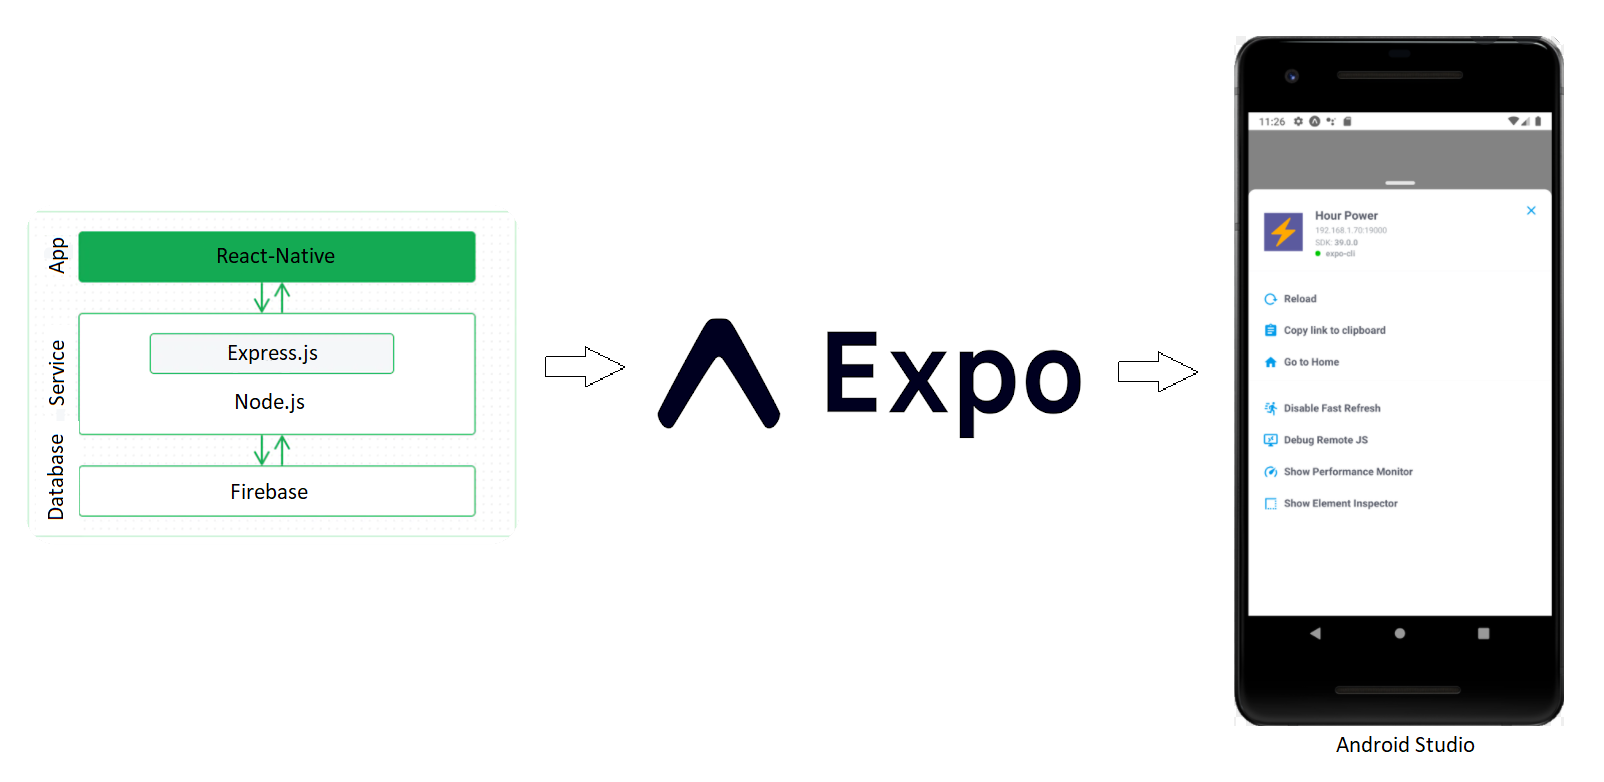 App
React-Native
Service
Express.js
Node.js
Database
Firebase
Expo
11:26
Hour Power
192.168.1.70:19000
SDK: 39.0.0
expo-cli
Reload
Copy link to clipboard
Go to Home
Disable Fast Refresh
Debug Remote JS
Show Performance Monitor
Show Element Inspector
Android Studio